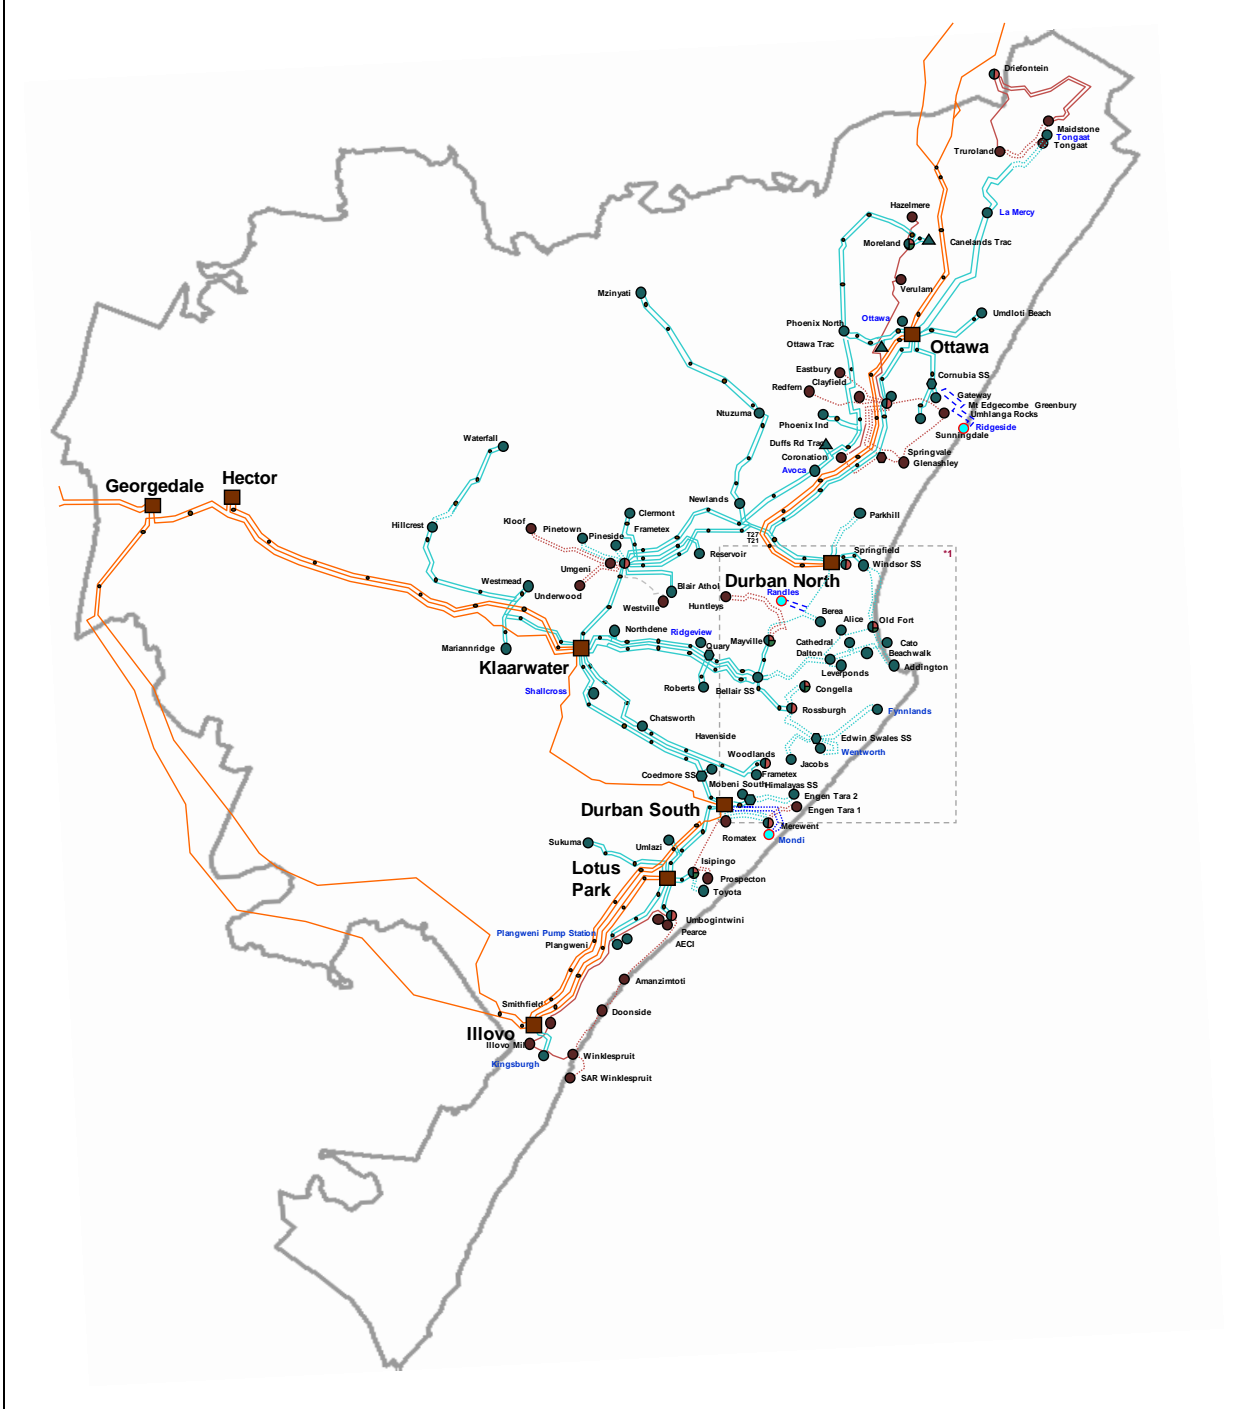 Driefontein
Maidstone
Tongaat
Tongaat
Truroland
Hazelmere
La Mercy
Moreland
Canelands Trac
Verulam
Mzinyati
Umdloti Beach
Ottawa
Phoenix North
Ottawa Trac
Ottawa
Eastbury
Cornubia SS
Redfern
Clayfield
Gateway
Mt Edgecombe Greenbury
Umhlanga Rocks
Ntuzuma
Phoenix Ind
Ridgeside
Sunningdale
Waterfall
Duffs Rd Trac
Springvale
Coronation
Glenashley
Avoca
Hector
Georgedale
Newlands
Clermont
Parkhill
Kloof
Pinetown
Frametex
Hillcrest
Pineside
T27
T21
Reservoir
Springfield
*1
Windsor SS
Umgeni
Durban North
Westmead
Underwood
Blair Athol
Randles
Westville
Huntleys
Berea
Alice
Old Fort
Northdene
Ridgeview
Mayville
Cathedral
Cato
Mariannridge
Quary
Dalton
Beachwalk
Klaarwater
Addington
Leverponds
Shallcross
Roberts
Bellair SS
Congella
Rossburgh
Fynnlands
Chatsworth
Havenside
Edwin Swales SS
Wentworth
Woodlands
Jacobs
Coedmore SS
Frametex
Mobeni South
Himalayas SS
Engen Tara 2
Durban South
Engen Tara 1
Merewent
Romatex
Mondi
Sukuma
Umlazi
Lotus
Park
Isipingo
Prospecton
Toyota
Umbogintwini
Plangweni Pump Station
Pearce
Plangweni
AECI
Amanzimtoti
Smithfield
Doonside
Illovo
Illovo Mill
Kingsburgh
Winklespruit
SAR Winklespruit